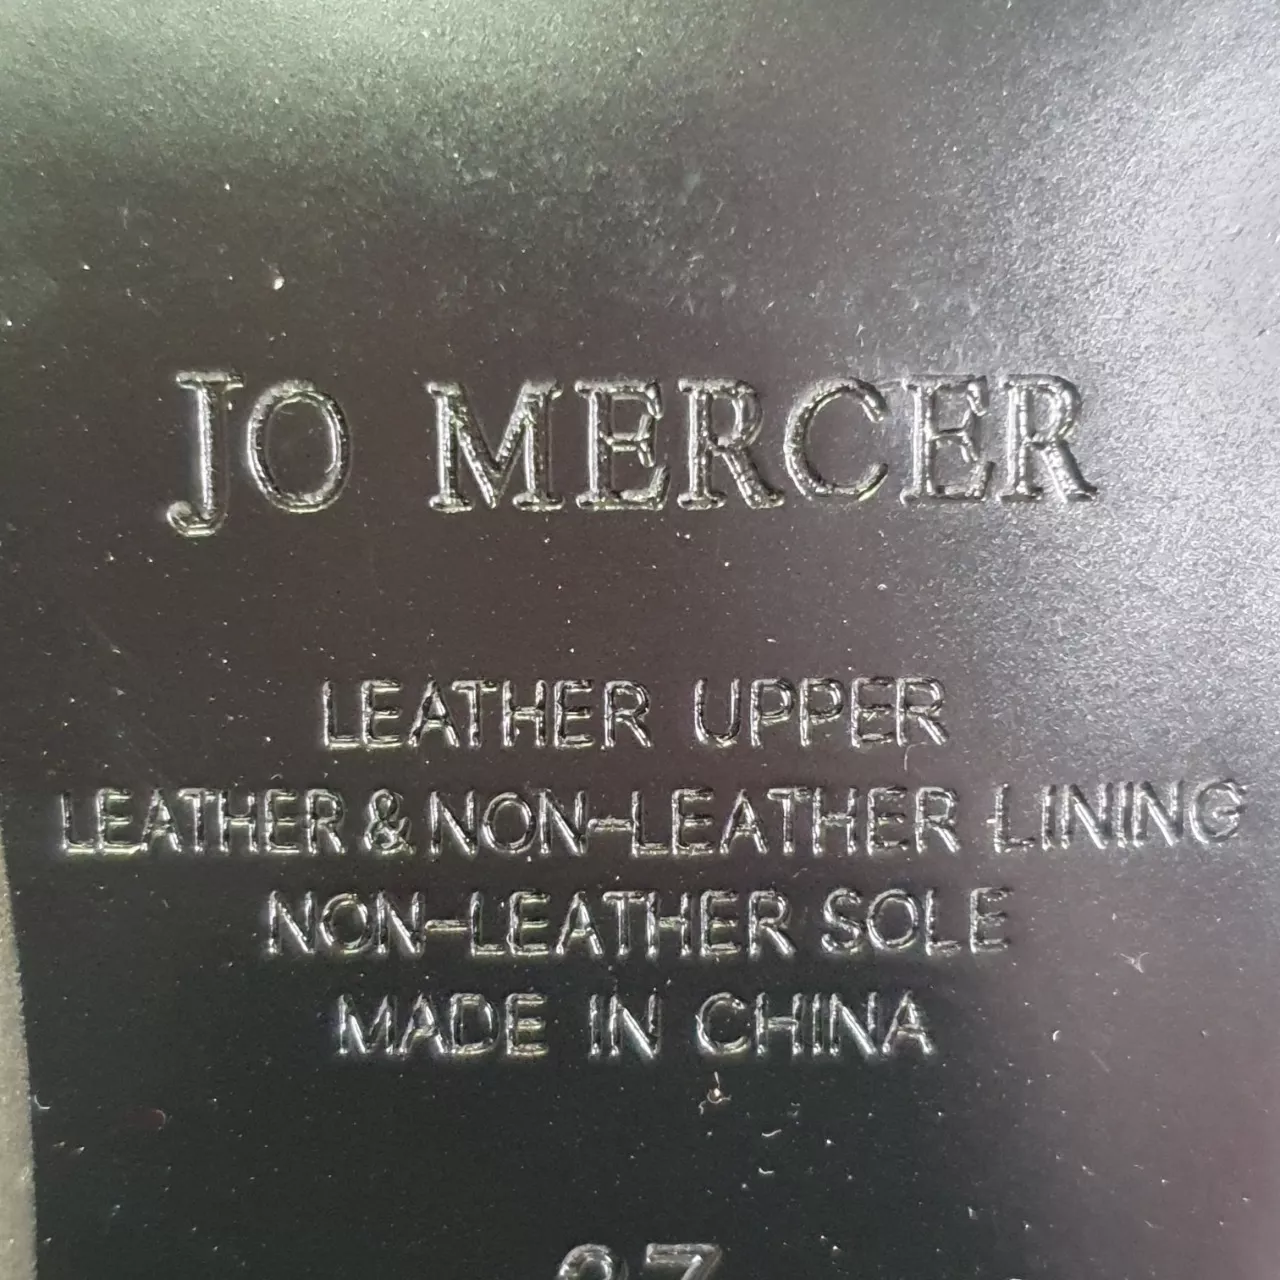 JO MERCER
LEATHER UPPER
LEATHER & NON-LEATHER LINING
NON-LEATHER SOLE
MADE IN CHINA